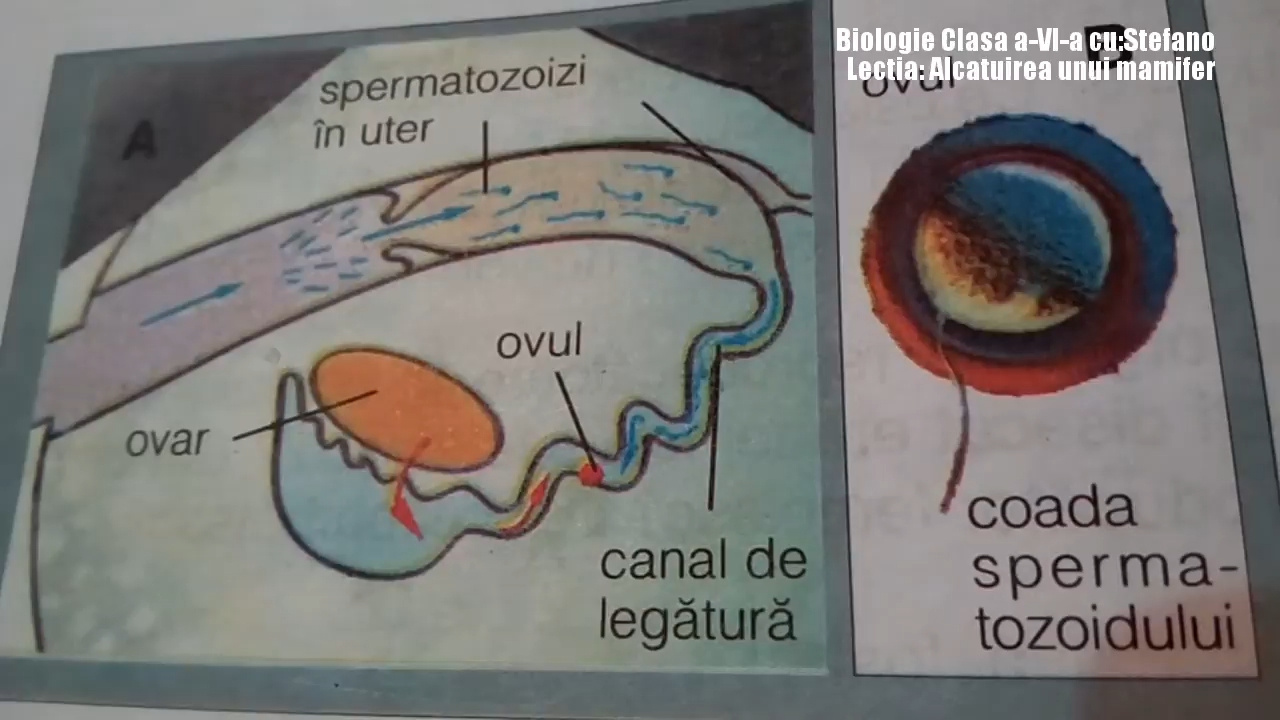 Biologie Clasa a-VI-a cu:Stefano
Lectia: Alcatuirea unui mamifer
A
B
spermatozoizi
în uter
ovul
ovar
canal de
legătură
ovul
coada
sperma-
tozoidului